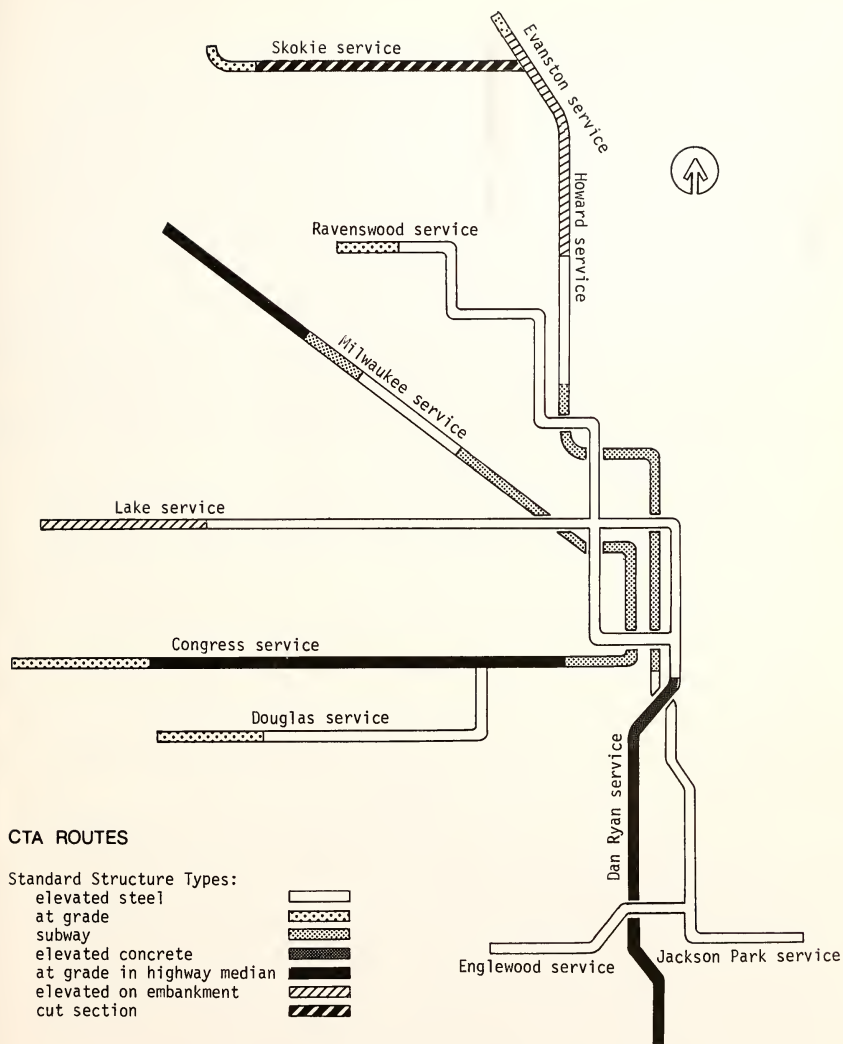 Skokie service
Evanston service
Howard service
Ravenswood service
Milwaukee service
Lake service
Congress service
Douglas service
Dan Ryan service
Englewood service
Jackson Park service
CTA ROUTES
Standard Structure Types:
elevated steel
at grade
subway
elevated concrete
at grade in highway median
elevated on embankment
cut section